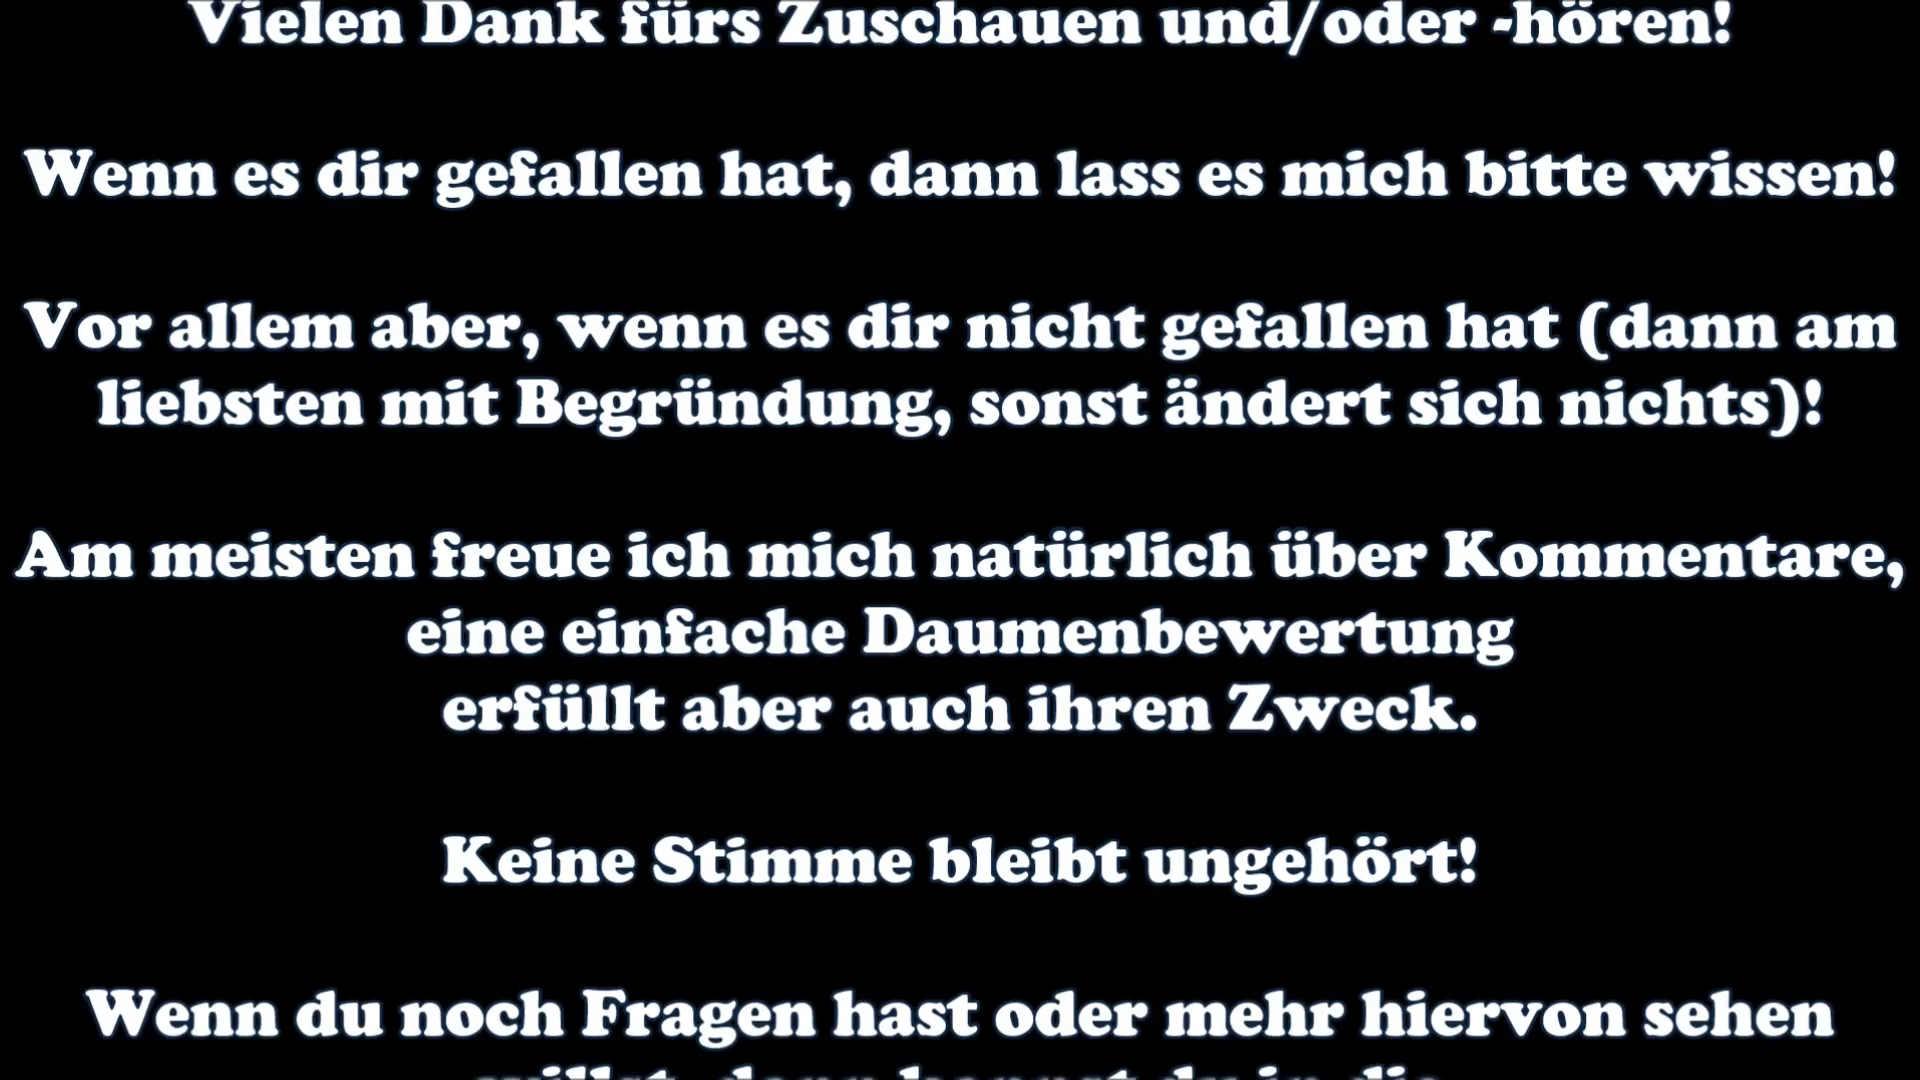 Vielen Dank fürs Zuschauen und/oder -hören!
Wenn es dir gefallen hat, dann lass es mich bitte wissen!
Vor allem aber, wenn es dir nicht gefallen hat (dann am
liebsten mit Begründung, sonst ändert sich nichts)!
Am meisten freue ich mich natürlich über Kommentare,
eine einfache Daumenbewertung
erfüllt aber auch ihren Zweck.
Keine Stimme bleibt ungehört!
Wenn du noch Fragen hast oder mehr hiervon sehen